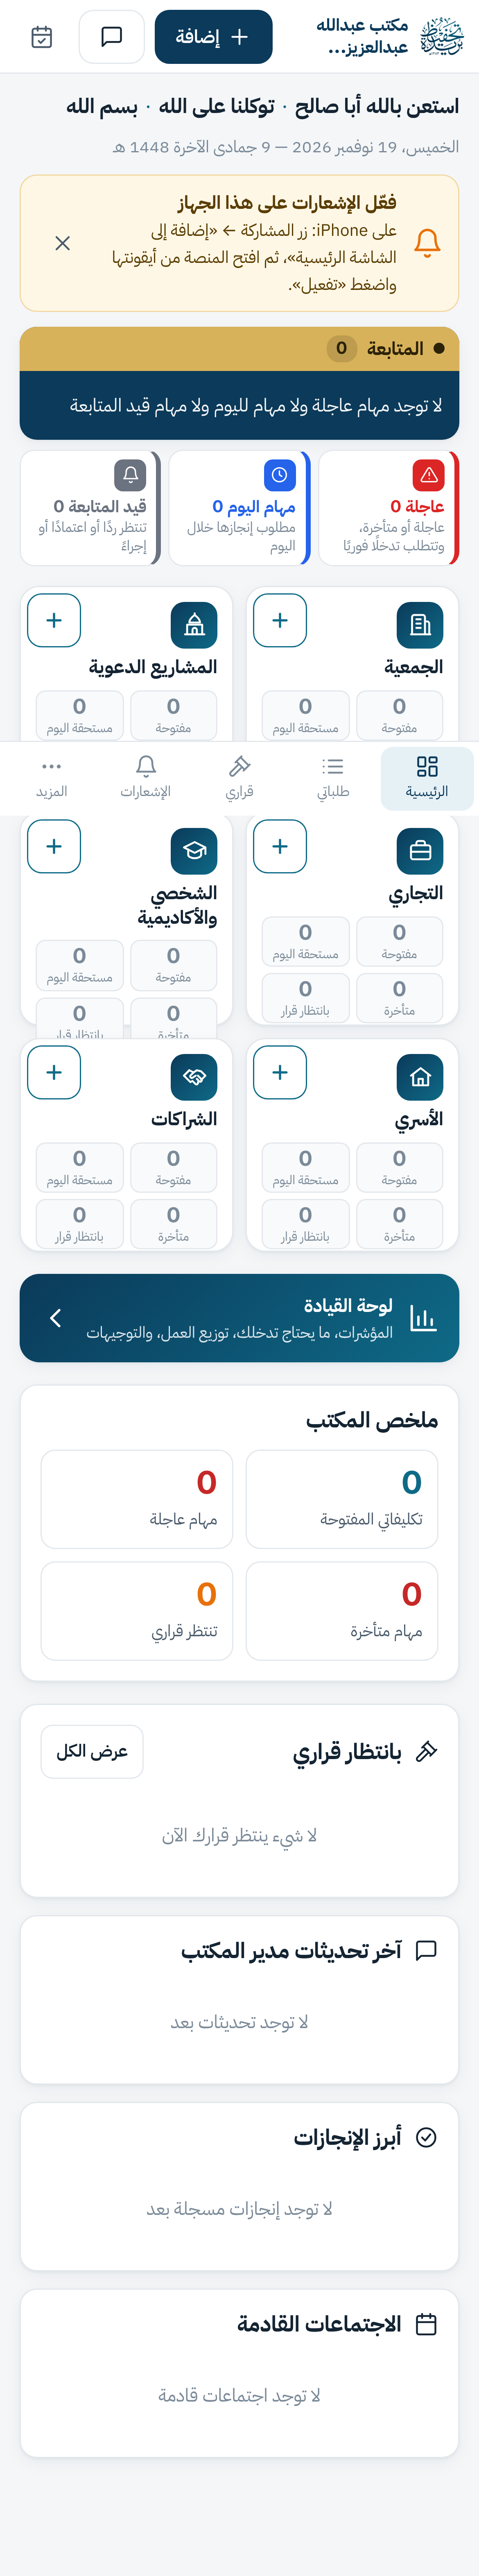 مكتب عبدالله
عبدالعزيز...
إضافة
استعن بالله أبا صالح · توكلنا على الله · بسم الله
الخميس، 19 نوفمبر 2026 — 9 جمادى الآخرة 1448 هـ
فعّل الإشعارات على هذا الجهاز
على iPhone: زر المشاركة ← «إضافة إلى
الشاشة الرئيسية»، ثم افتح المنصة من أيقونتها
واضغط «تفعيل».
المتابعة 0
لا توجد مهام عاجلة ولا مهام لليوم ولا مهام قيد المتابعة
عاجلة 0
عاجلة أو متأخرة،
وتتطلب تدخلًا فوريًا
مهام اليوم 0
مطلوب إنجازها خلال
اليوم
قيد المتابعة 0
تنتظر ردًا أو اعتمادًا أو
إجراءً
الجمعية
0 مفتوحة
0 مستحقة اليوم
المشاريع الدعوية
0 مفتوحة
0 مستحقة اليوم
الرئيسية
طلباتي
قراري
الإشعارات
المزيد
التجاري
0 مفتوحة
0 مستحقة اليوم
0 متأخرة
0 بانتظار قرار
الشخصي
والأكاديمية
0 مفتوحة
0 مستحقة اليوم
0 متأخرة
0 بانتظار قرار
الأسري
0 مفتوحة
0 مستحقة اليوم
0 متأخرة
0 بانتظار قرار
الشراكات
0 مفتوحة
0 مستحقة اليوم
0 متأخرة
0 بانتظار قرار
لوحة القيادة
المؤشرات، ما يحتاج تدخلك، توزيع العمل، والتوجيهات
ملخص المكتب
0
تكليفاتي المفتوحة
0
مهام عاجلة
0
مهام متأخرة
0
تنتظر قراري
بانتظار قراري
عرض الكل
لا شيء ينتظر قرارك الآن
آخر تحديثات مدير المكتب
لا توجد تحديثات بعد
أبرز الإنجازات
لا توجد إنجازات مسجلة بعد
الاجتماعات القادمة
لا توجد اجتماعات قادمة